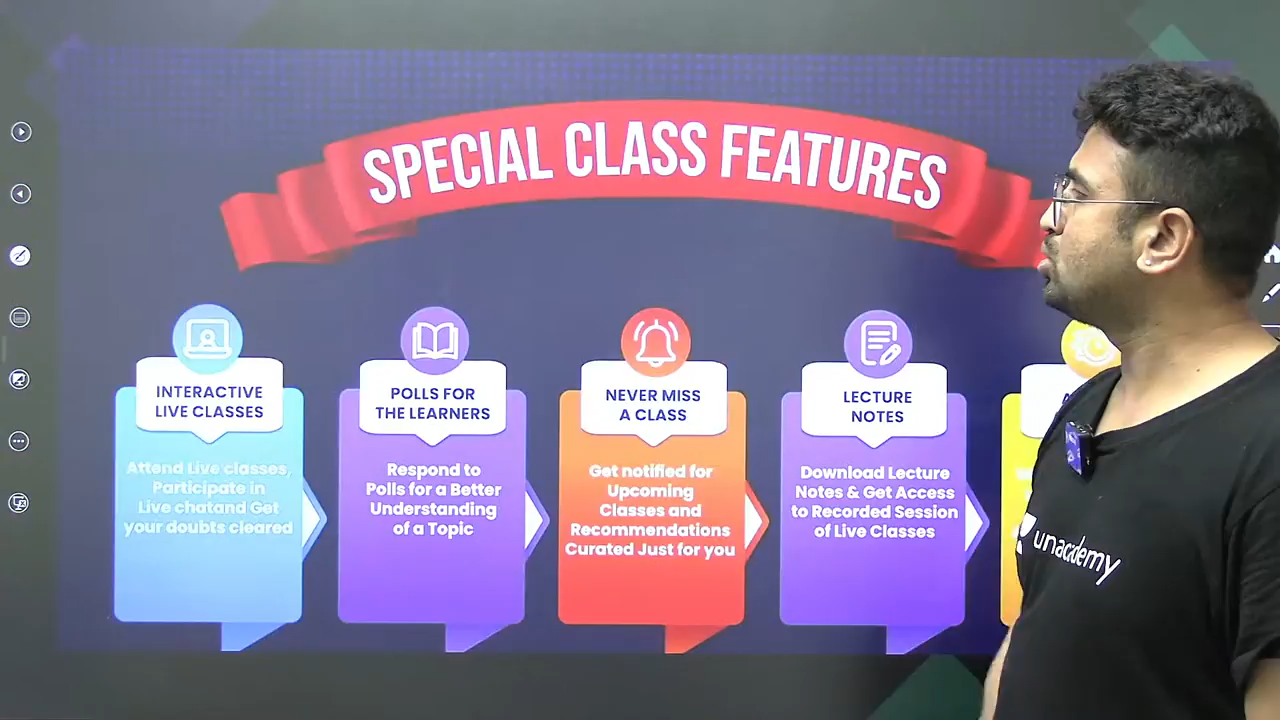 SPECIAL CLASS FEATURES
INTERACTIVE
LIVE CLASSES
Attend Live classes,
Participate in
Live chatand Get
your doubts cleared
POLLS FOR
THE LEARNERS
Respond to
Polls for a Better
Understanding
of a Topic
NEVER MISS
A CLASS
Get notified for
Upcoming
Classes and
Recommendations
Curated Just for you
LECTURE
NOTES
Download Lecture
Notes & Get Access
to Recorded Session
of Live Classes
unacademy